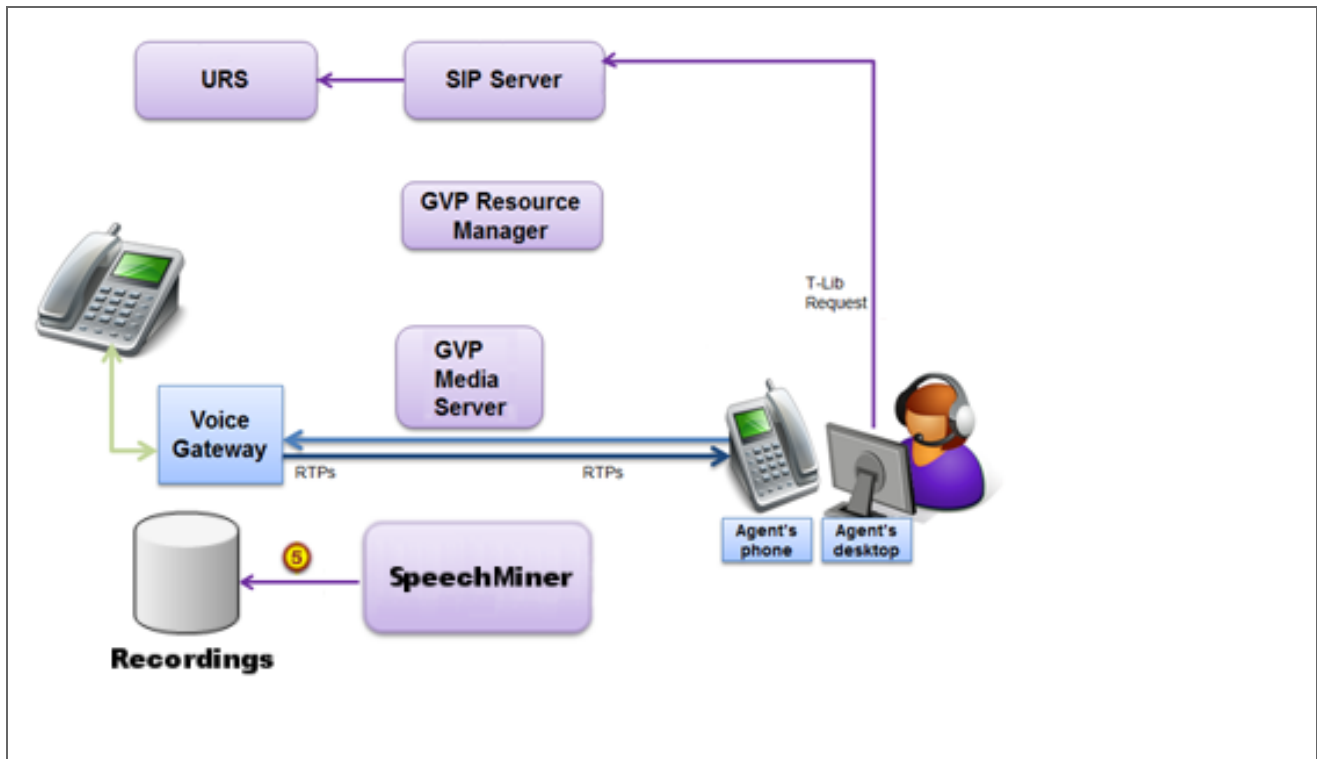 URS
SIP Server
GVP Resource
Manager
T-Lib
Request
GVP
Media
Server
Voice
Gateway
RTPs
RTPs
Agent's
phone
Agent's
desktop
5
SpeechMiner
Recordings